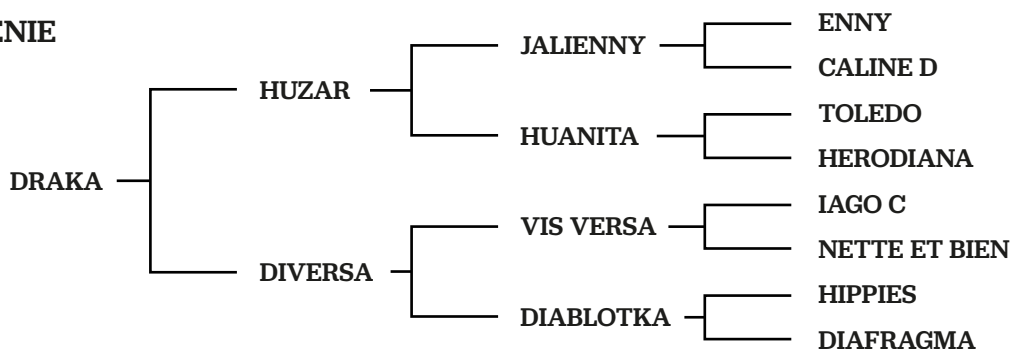 ENIE
ENNY
JALIENNY
CALINE D
HUZAR
TOLEDO
HUANITA
HERODIANA
DRAKA
IAGO C
VIS VERSA
NETTE ET BIEN
DIVERSA
HIPPIES
DIABLOTKA
DIAFRAGMA